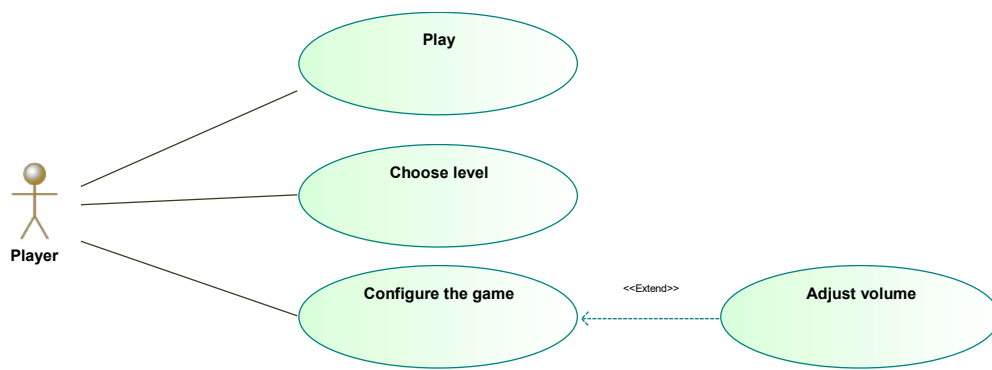 Play
Choose level
Player
Configure the game
<<Extend>>
Adjust volume